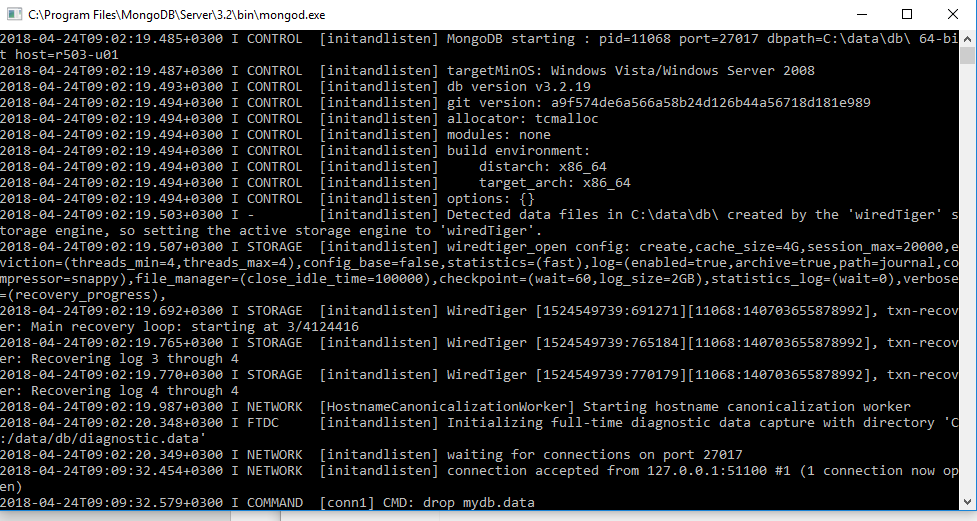 C:\Program Files\MongoDB\Server\3.2\bin\mongod.exe
2018-04-24T09:02:19.485+0300 I CONTROL  [initandlisten] MongoDB starting : pid=11068 port=27017 dbpath=C:\data\db\ 64-bi
t host=r503-u01
2018-04-24T09:02:19.487+0300 I CONTROL  [initandlisten] targetMinOS: Windows Vista/Windows Server 2008
2018-04-24T09:02:19.493+0300 I CONTROL  [initandlisten] db version v3.2.19
2018-04-24T09:02:19.494+0300 I CONTROL  [initandlisten] git version: a9f574de6a566a58b24d126b44a56718d181e989
2018-04-24T09:02:19.494+0300 I CONTROL  [initandlisten] allocator: tcmalloc
2018-04-24T09:02:19.494+0300 I CONTROL  [initandlisten] modules: none
2018-04-24T09:02:19.494+0300 I CONTROL  [initandlisten] build environment:
2018-04-24T09:02:19.494+0300 I CONTROL  [initandlisten]     distarch: x86_64
2018-04-24T09:02:19.494+0300 I CONTROL  [initandlisten]     target_arch: x86_64
2018-04-24T09:02:19.494+0300 I CONTROL  [initandlisten] options: {}
2018-04-24T09:02:19.503+0300 I -        [initandlisten] Detected data files in C:\data\db\ created by the 'wiredTiger' s
torage engine, so setting the active storage engine to 'wiredTiger'.
2018-04-24T09:02:19.507+0300 I STORAGE  [initandlisten] wiredtiger_open config: create,cache_size=4G,session_max=20000,e
viction=(threads_min=4,threads_max=4),config_base=false,statistics=(fast),log=(enabled=true,archive=true,path=journal,co
mpressor=snappy),file_manager=(close_idle_time=100000),checkpoint=(wait=60,log_size=2GB),statistics_log=(wait=0),verbose
=(recovery_progress),
2018-04-24T09:02:19.692+0300 I STORAGE  [initandlisten] WiredTiger [1524549739:691271][11068:140703655878992], txn-recov
er: Main recovery loop: starting at 3/4124416
2018-04-24T09:02:19.765+0300 I STORAGE  [initandlisten] WiredTiger [1524549739:765184][11068:140703655878992], txn-recov
er: Recovering log 3 through 4
2018-04-24T09:02:19.770+0300 I STORAGE  [initandlisten] WiredTiger [1524549739:770179][11068:140703655878992], txn-recov
er: Recovering log 4 through 4
2018-04-24T09:02:19.987+0300 I NETWORK  [HostnameCanonicalizationWorker] Starting hostname canonicalization worker
2018-04-24T09:02:20.348+0300 I FTDC     [initandlisten] Initializing full-time diagnostic data capture with directory 'C
:/data/db/diagnostic.data'
2018-04-24T09:02:20.349+0300 I NETWORK  [initandlisten] waiting for connections on port 27017
2018-04-24T09:09:32.454+0300 I NETWORK  [initandlisten] connection accepted from 127.0.0.1:51100 #1 (1 connection now op
en)
2018-04-24T09:09:32.579+0300 I COMMAND  [conn1] CMD: drop mydb.data